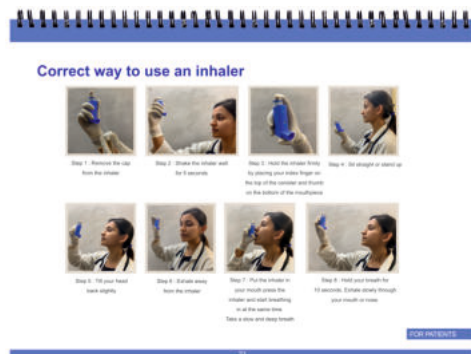 Correct way to use an inhaler
Step 1 : Remove the cap
from the inhaler
Step 2 : Shake the inhaler well
for 5 seconds
Step 3 : Hold the inhaler firmly
by placing your index finger on
the top of the canister and thumb
on the bottom of the mouthpiece
Step 4 : Sit straight or stand up
Step 5 : Tilt your head
back slightly
Step 6 : Exhale away
from the inhaler
Step 7 : Put the inhaler in
your mouth press the
inhaler and start breathing
in at the same time
Take a slow and deep breath
Step 8 : Hold your breath for
10 seconds. Exhale slowly through
your mouth or nose
FOR PATIENTS